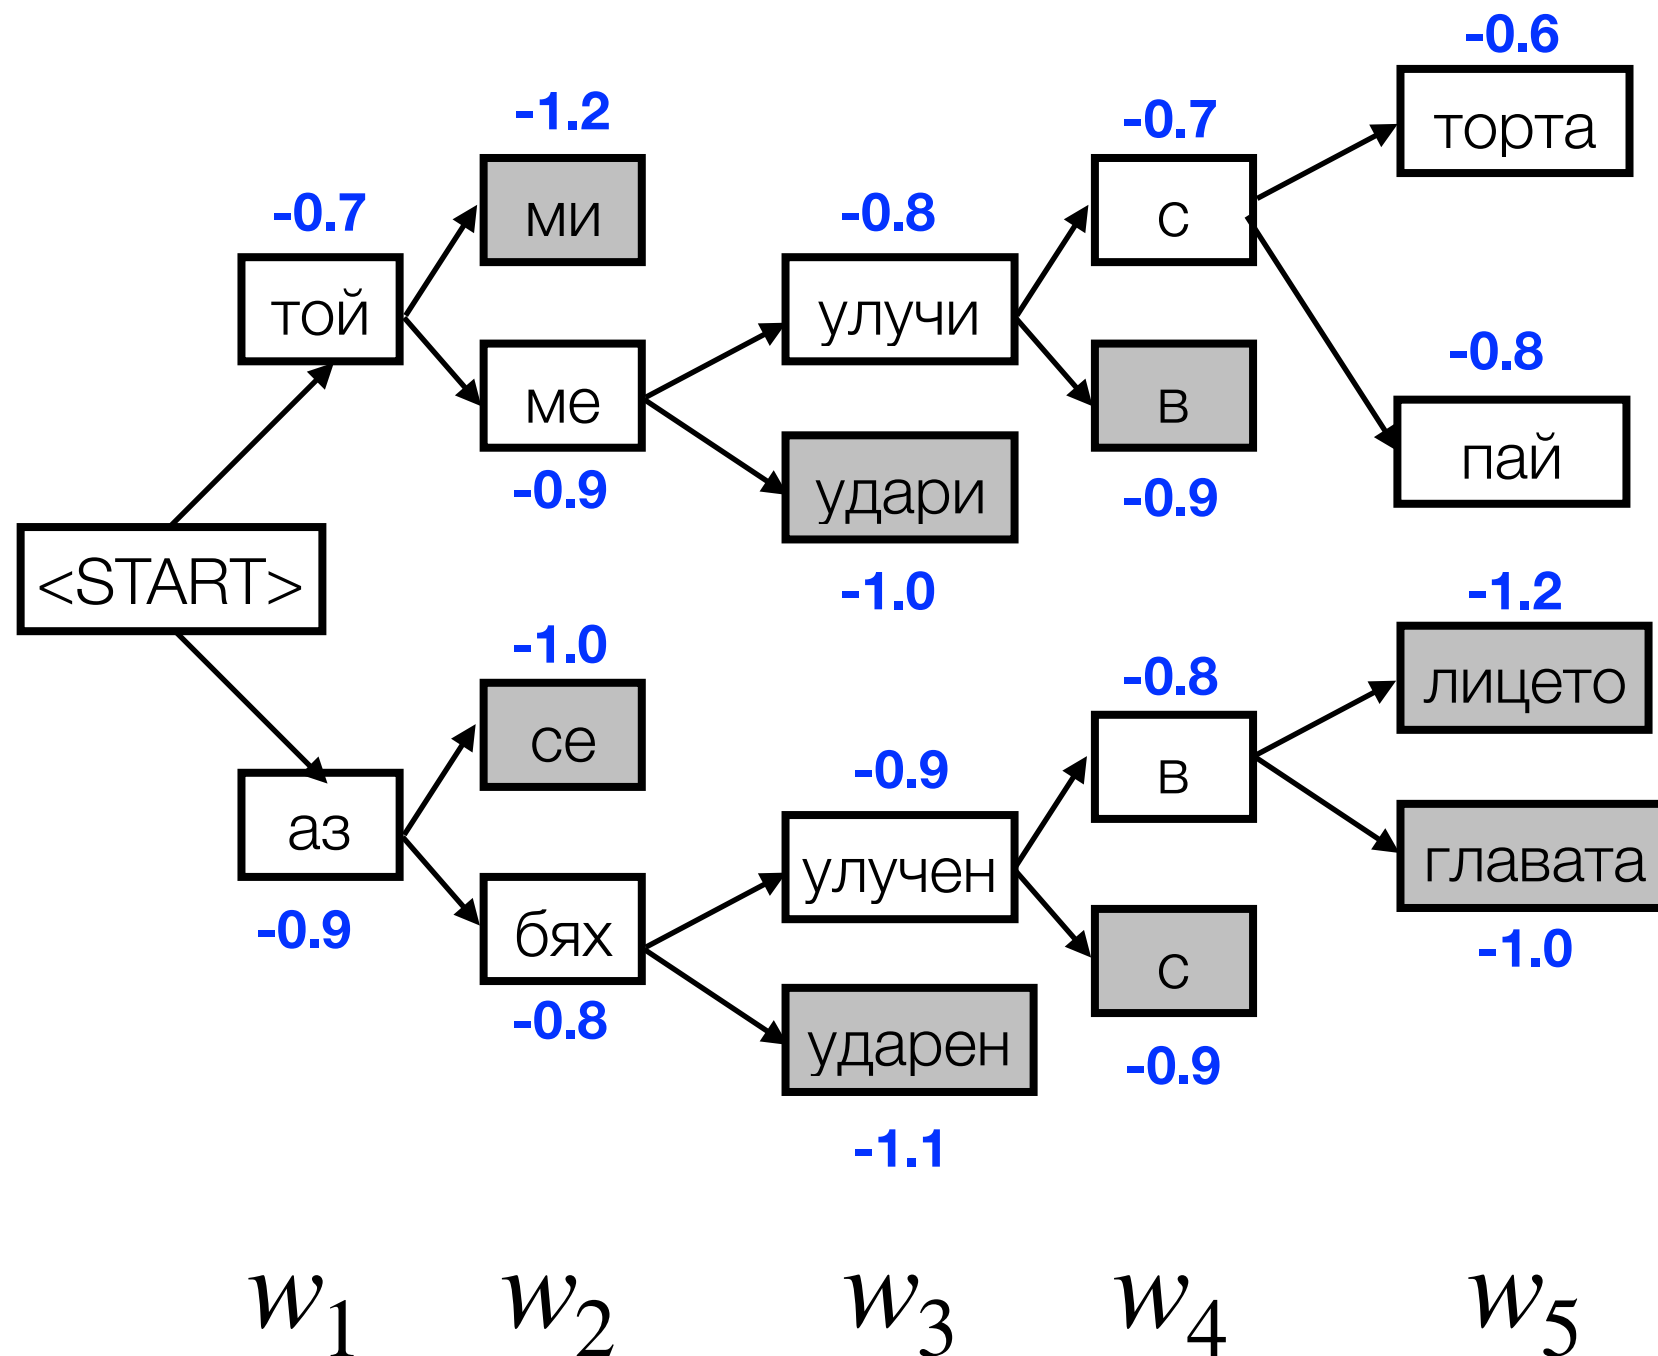 -0.6
торта
-1.2
ми
-0.7
с
-0.7
той
-0.8
улучи
-0.8
пай
ме
-0.9
в
-0.9
удари
-1.0
<START>
-1.0
се
-0.8
в
-1.2
лицето
аз
-0.9
-0.9
улучен
глава​та
-1.0
бях
-0.8
с
-0.9
ударен
-1.1
w1 w2 w3 w4 w5